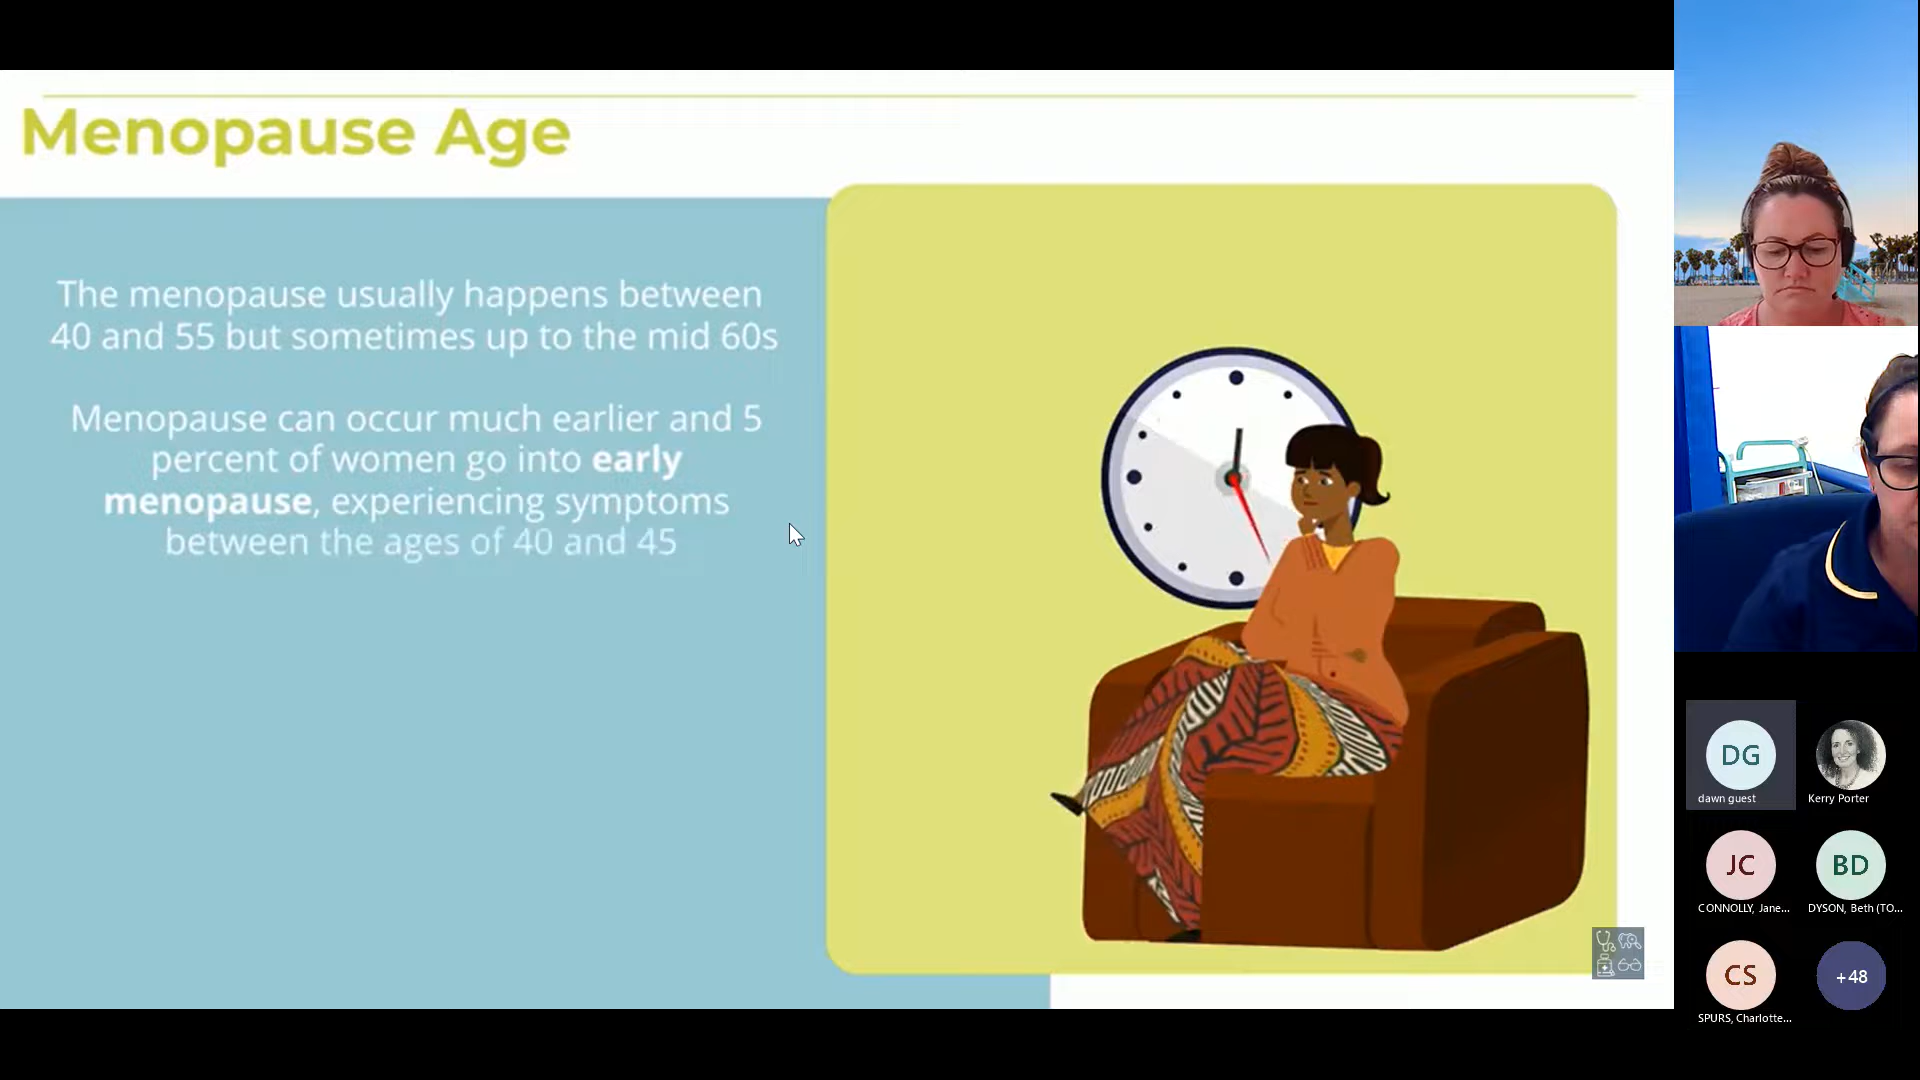 Menopause Age
The menopause usually happens between
40 and 55 but sometimes up to the mid 60s
Menopause can occur much earlier and 5
percent of women go into early
menopause, experiencing symptoms
between the ages of 40 and 45
DG
dawn guest
Kerry Porter
JC
CONNOLLY, Jane...
BD
DYSON, Beth (TO...
CS
SPURS, Charlotte...
+48